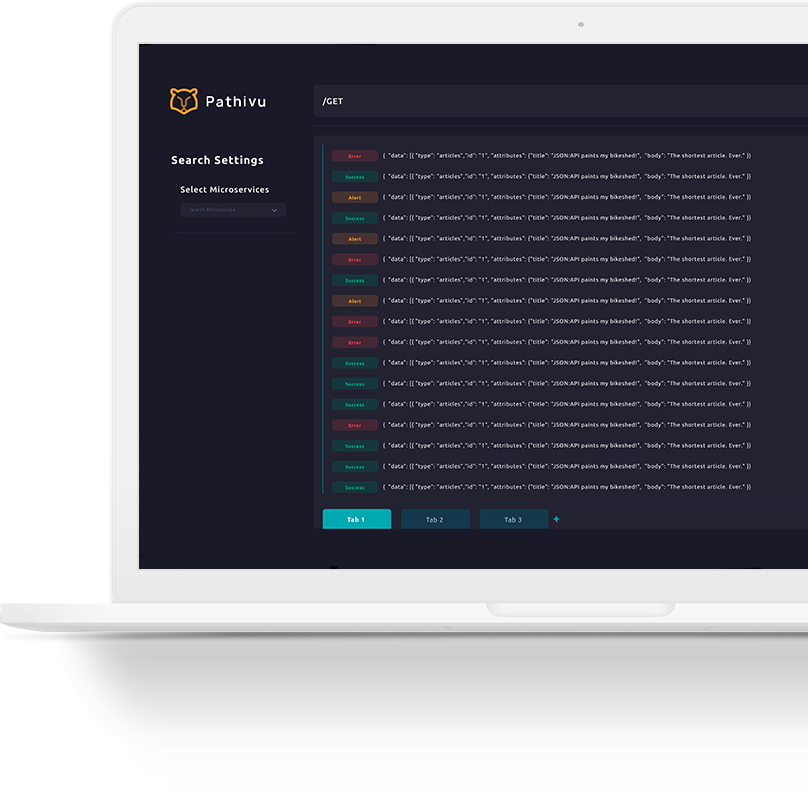 Pathivu
/GET
Search Settings
Select Microservices
Search Microservice
Error { "data": [{ "type": "articles","id": "1", "attributes": {"title": "JSON:API paints my bikeshed!", "body": "The shortest article. Ever." }}
Success { "data": [{ "type": "articles","id": "1", "attributes": {"title": "JSON:API paints my bikeshed!", "body": "The shortest article. Ever." }}
Alert { "data": [{ "type": "articles","id": "1", "attributes": {"title": "JSON:API paints my bikeshed!", "body": "The shortest article. Ever." }}
Success { "data": [{ "type": "articles","id": "1", "attributes": {"title": "JSON:API paints my bikeshed!", "body": "The shortest article. Ever." }}
Alert { "data": [{ "type": "articles","id": "1", "attributes": {"title": "JSON:API paints my bikeshed!", "body": "The shortest article. Ever." }}
Error { "data": [{ "type": "articles","id": "1", "attributes": {"title": "JSON:API paints my bikeshed!", "body": "The shortest article. Ever." }}
Success { "data": [{ "type": "articles","id": "1", "attributes": {"title": "JSON:API paints my bikeshed!", "body": "The shortest article. Ever." }}
Alert { "data": [{ "type": "articles","id": "1", "attributes": {"title": "JSON:API paints my bikeshed!", "body": "The shortest article. Ever." }}
Error { "data": [{ "type": "articles","id": "1", "attributes": {"title": "JSON:API paints my bikeshed!", "body": "The shortest article. Ever." }}
Error { "data": [{ "type": "articles","id": "1", "attributes": {"title": "JSON:API paints my bikeshed!", "body": "The shortest article. Ever." }}
Success { "data": [{ "type": "articles","id": "1", "attributes": {"title": "JSON:API paints my bikeshed!", "body": "The shortest article. Ever." }}
Success { "data": [{ "type": "articles","id": "1", "attributes": {"title": "JSON:API paints my bikeshed!", "body": "The shortest article. Ever." }}
Success { "data": [{ "type": "articles","id": "1", "attributes": {"title": "JSON:API paints my bikeshed!", "body": "The shortest article. Ever." }}
Error { "data": [{ "type": "articles","id": "1", "attributes": {"title": "JSON:API paints my bikeshed!", "body": "The shortest article. Ever." }}
Success { "data": [{ "type": "articles","id": "1", "attributes": {"title": "JSON:API paints my bikeshed!", "body": "The shortest article. Ever." }}
Success { "data": [{ "type": "articles","id": "1", "attributes": {"title": "JSON:API paints my bikeshed!", "body": "The shortest article. Ever." }}
Success { "data": [{ "type": "articles","id": "1", "attributes": {"title": "JSON:API paints my bikeshed!", "body": "The shortest article. Ever." }}
Tab 1 Tab 2 Tab 3 +